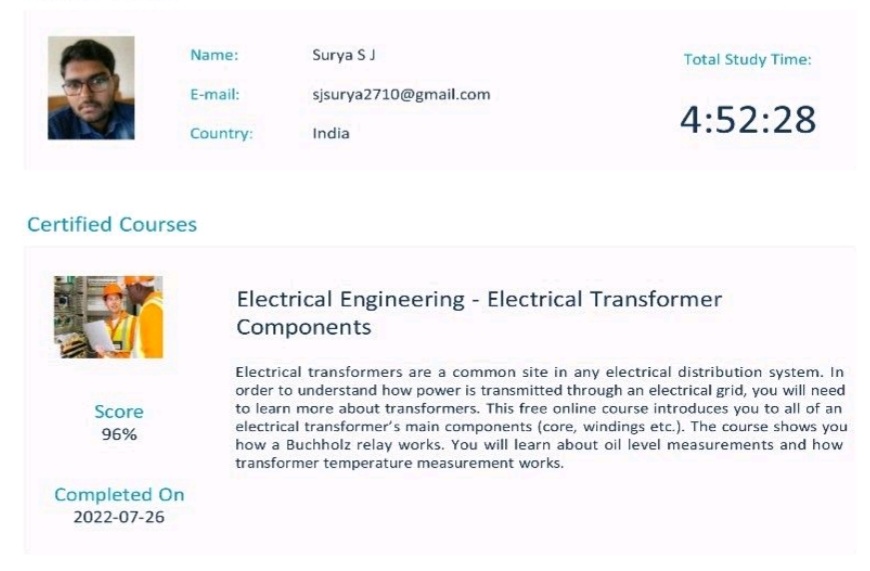 Name: Surya S J
Total Study Time:
E-mail: sjsurya2710@gmail.com
4:52:28
Country: India
Certified Courses
Electrical Engineering - Electrical Transformer
Components
Electrical transformers are a common site in any electrical distribution system. In
order to understand how power is transmitted through an electrical grid, you will need
to learn more about transformers. This free online course introduces you to all of an
electrical transformer's main components (core, windings etc.). The course shows you
how a Buchholz relay works. You will learn about oil level measurements and how
transformer temperature measurement works.
Score
96%
Completed On
2022-07-26